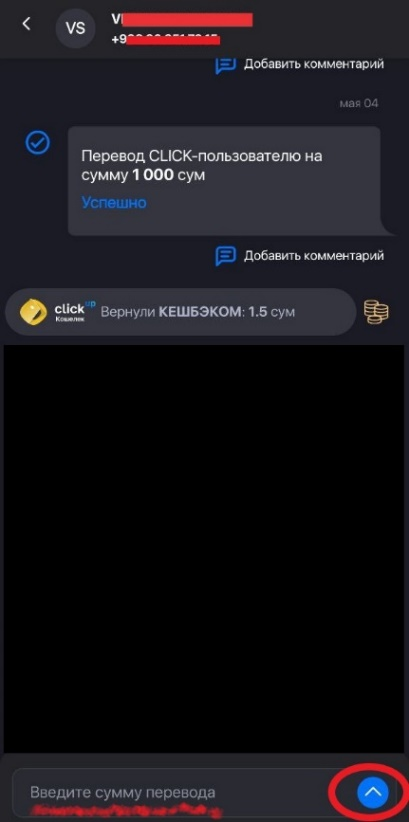 VS
Добавить комментарий
мая 04
Перевод CLICK-пользователю на
сумму 1 000 сум
Успешно
Добавить комментарий
click up
Кошелек
Вернули КЕШБЭКОМ: 1.5 сум
Введите сумму перевода